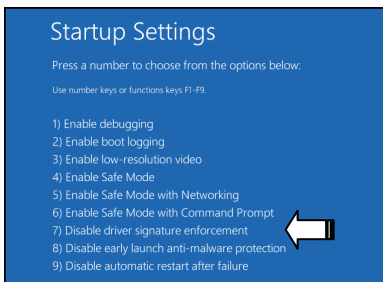 Startup Settings
Press a number to choose from the options below:
Use number keys or functions keys F1-F9.
1) Enable debugging
2) Enable boot logging
3) Enable low-resolution video
4) Enable Safe Mode
5) Enable Safe Mode with Networking
6) Enable Safe Mode with Command Prompt
7) Disable driver signature enforcement
8) Disable early launch anti-malware protection
9) Disable automatic restart after failure